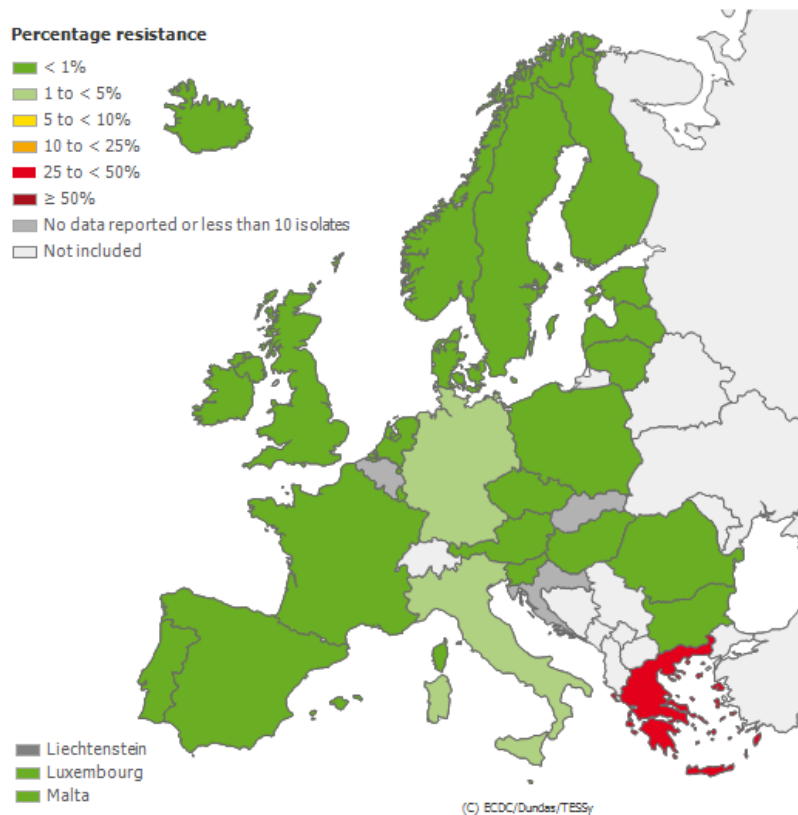 Percentage resistance
< 1%
1 to < 5%
5 to < 10%
10 to < 25%
25 to < 50%
≥ 50%
No data reported or less than 10 isolates
Not included
Liechtenstein
Luxembourg
Malta
(C) ECDC/Dundas/TESSy